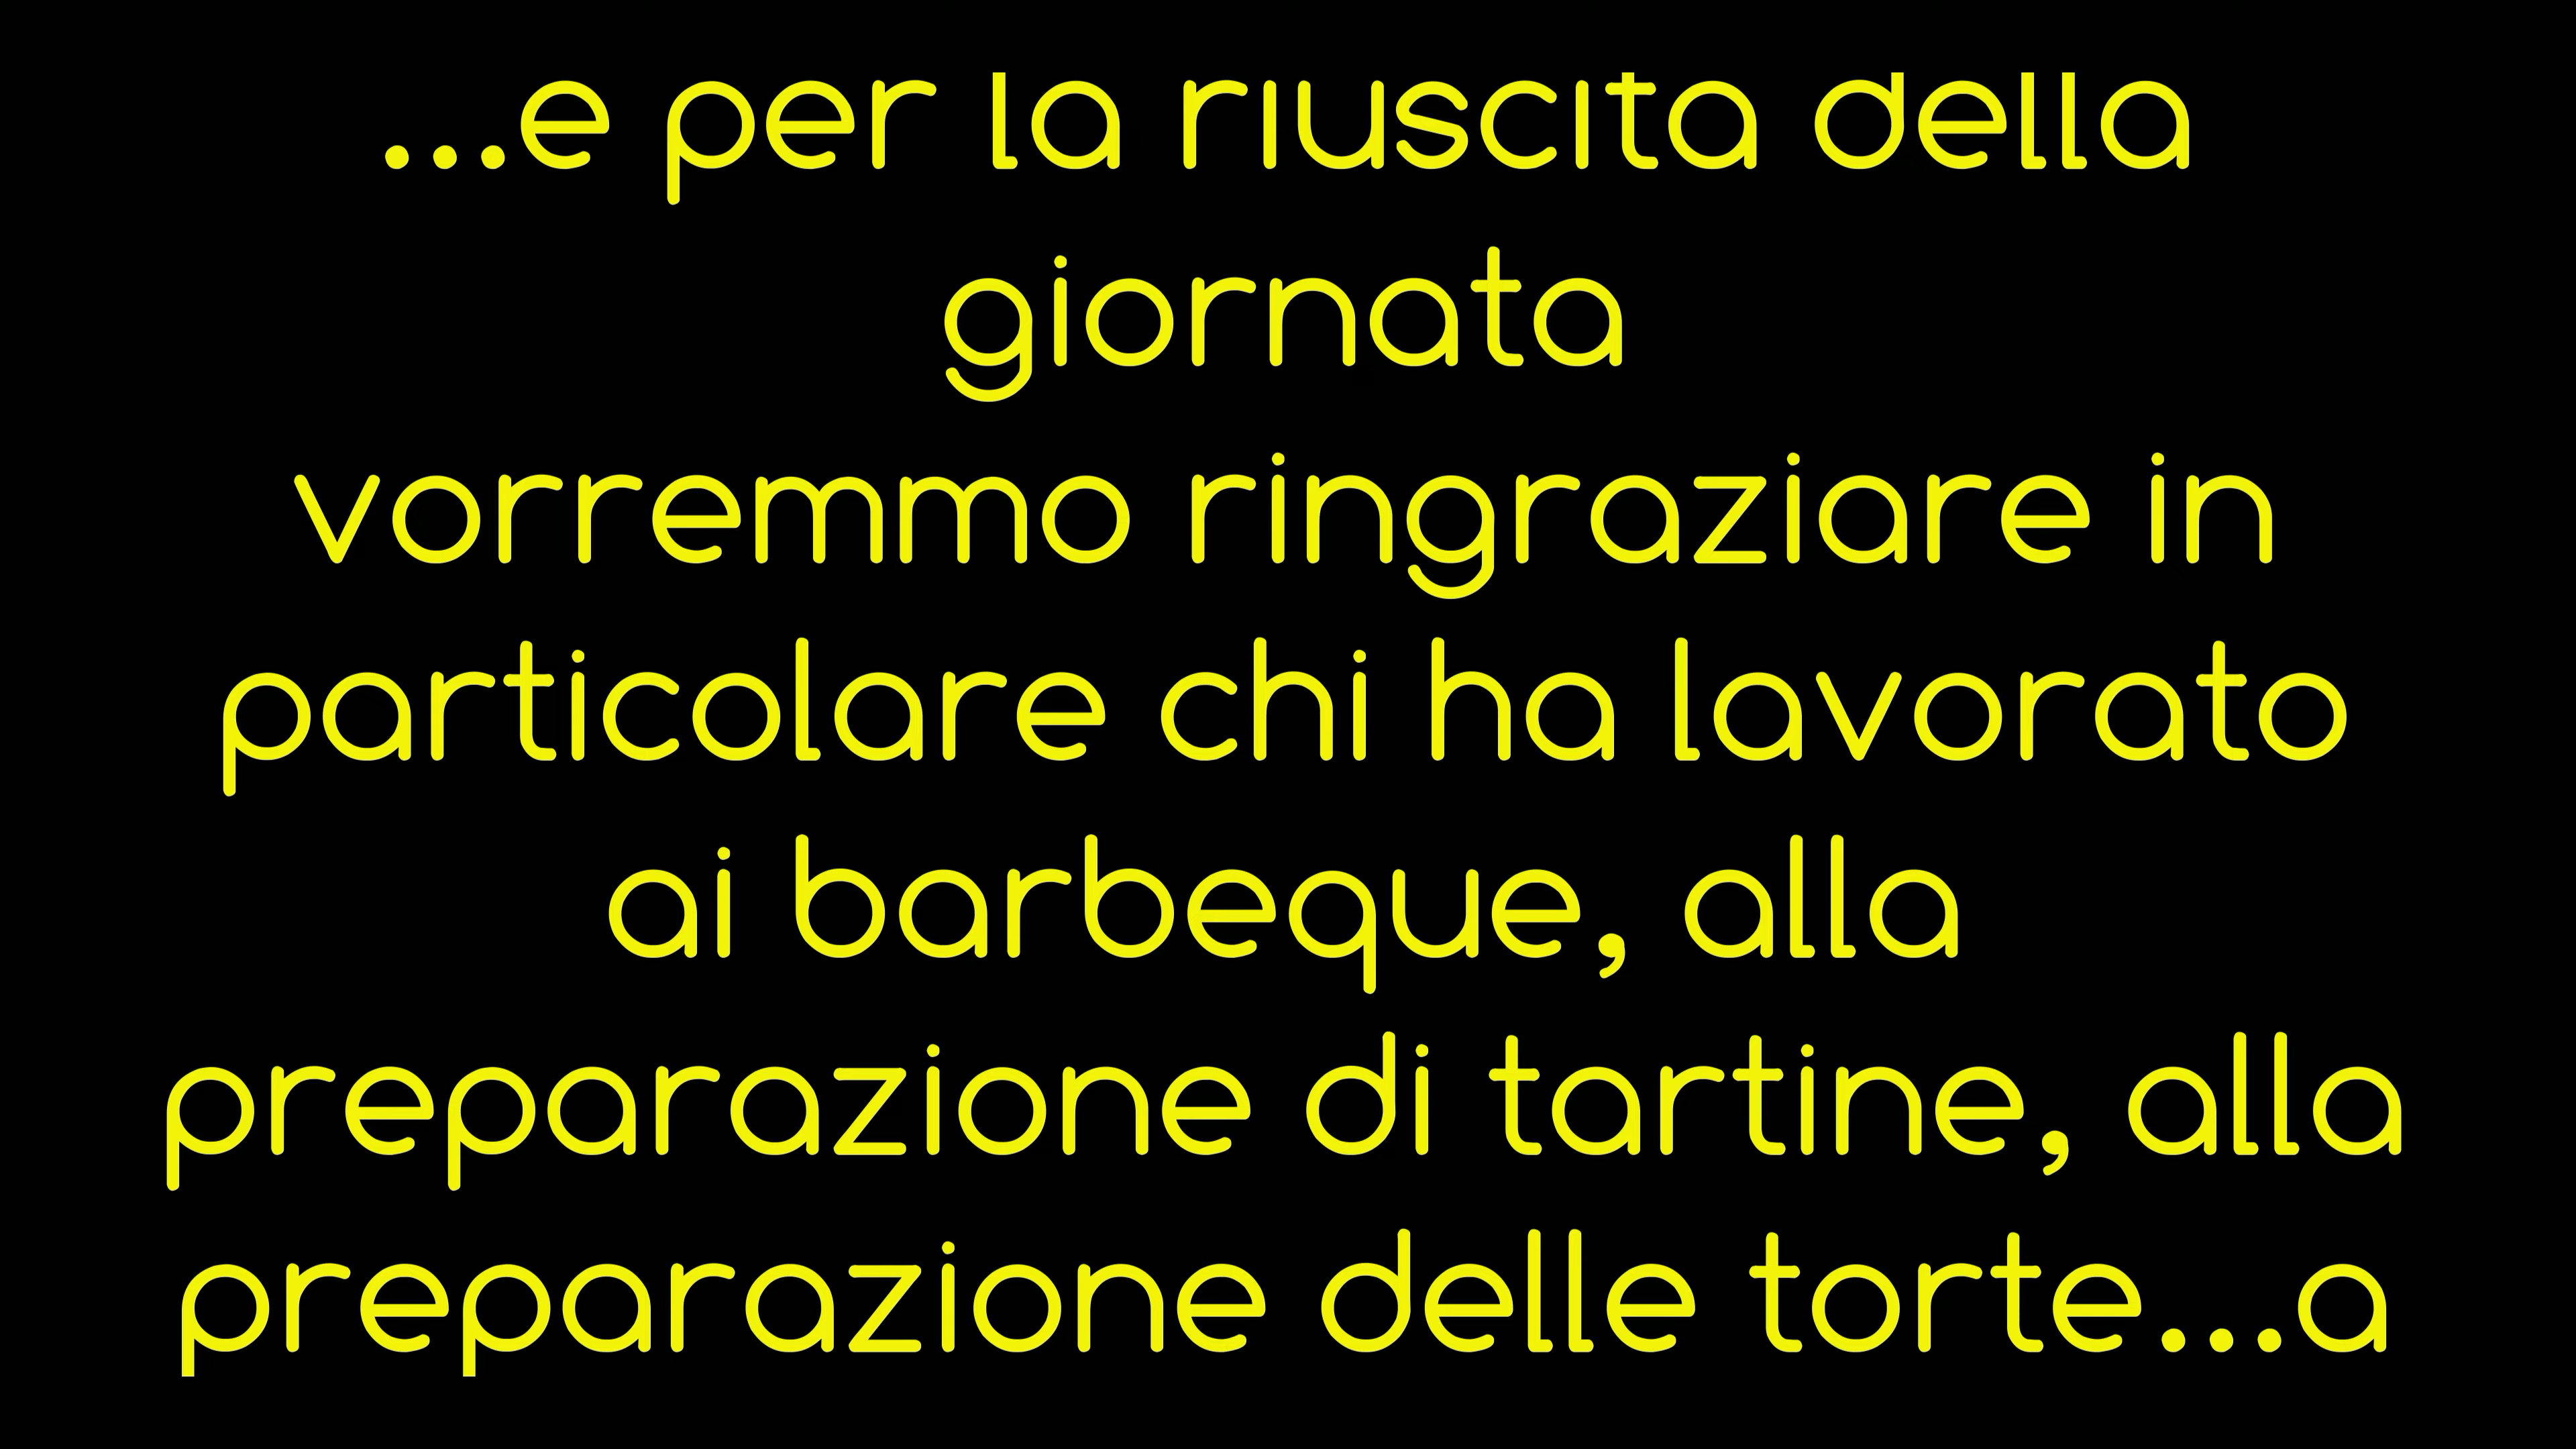 ...e per la riuscita della
giornata
vorremmo ringraziare in
particolare chi ha lavorato
ai barbeque, alla
preparazione di tartine, alla
preparazione delle torte...a